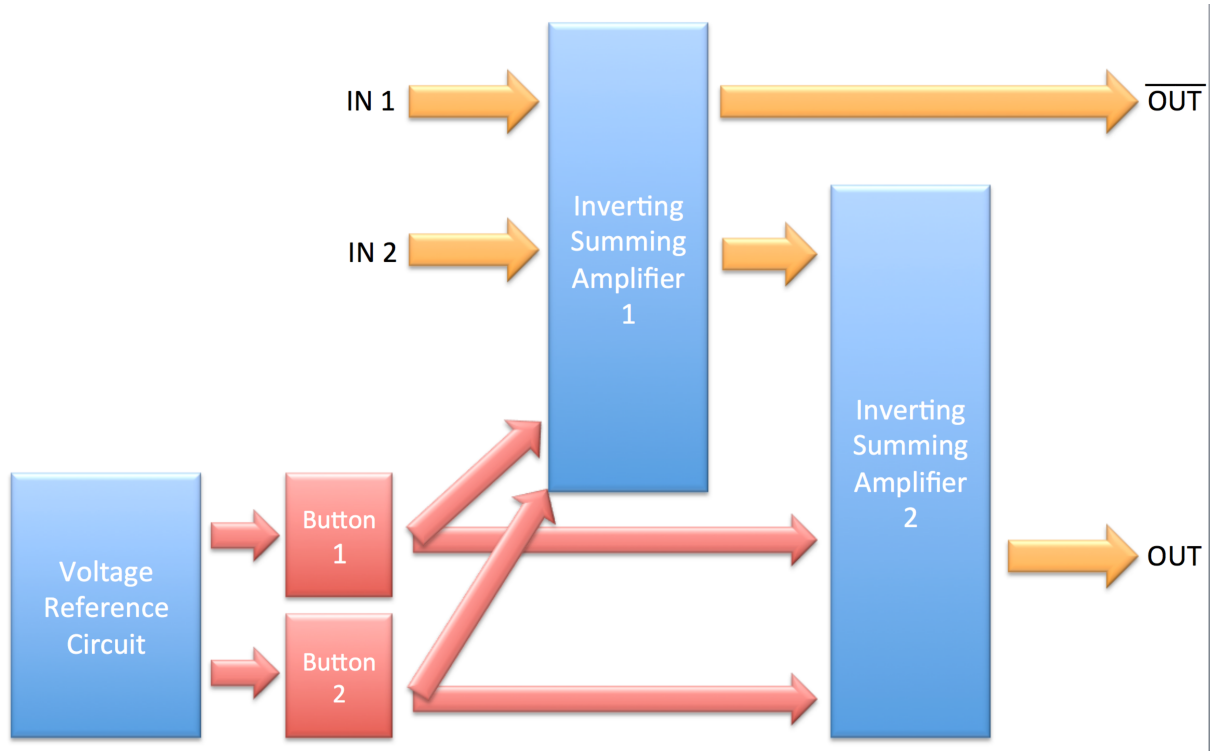 IN 1
O̅U̅T̅
IN 2
Inverting
Summing
Amplifier
1
Inverting
Summing
Amplifier
2
Button
1
Voltage
Reference
Circuit
OUT
Button
2